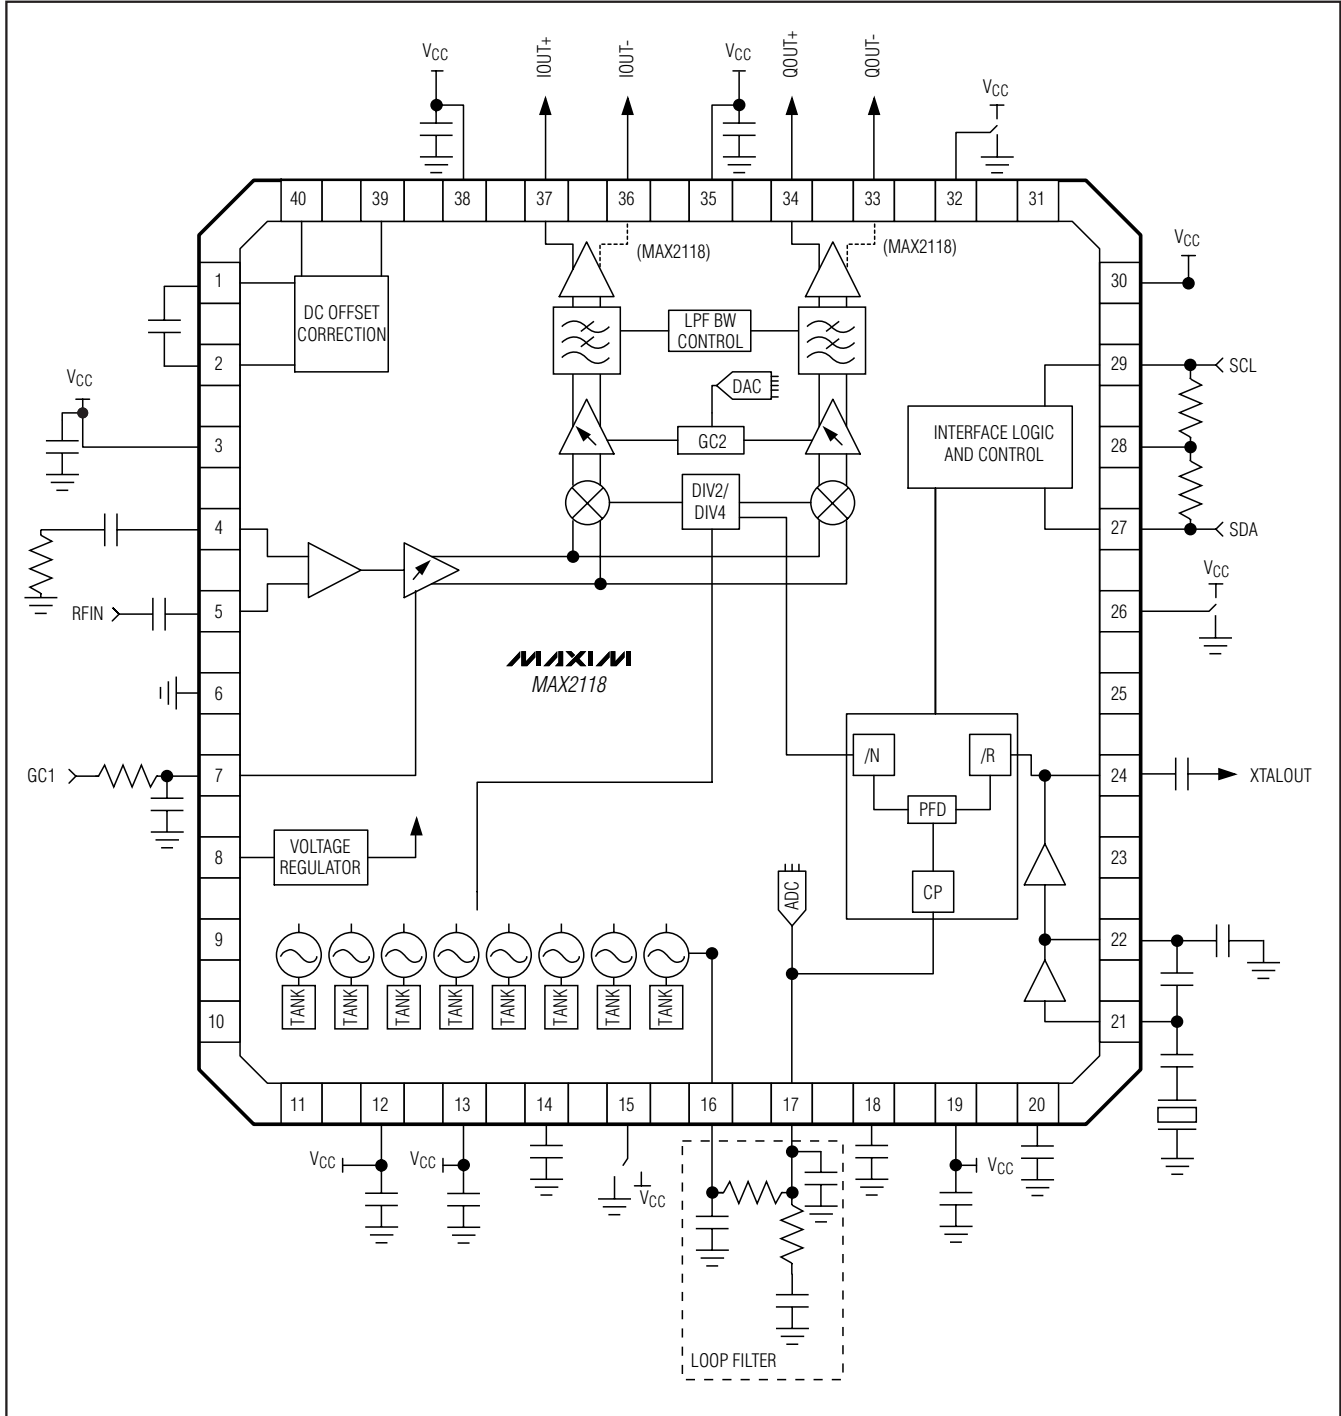 VCC
IOUT+
IOUT-
VCC
QOUT+
QOUT-
VCC
40
39
38
37
36
35
34
33
32
31
(MAX2118)
(MAX2118)
1
2
3
4
5
6
7
8
9
10
DC OFFSET
CORRECTION
LPF BW
CONTROL
DAC
GC2
DIV2/
DIV4
INTERFACE LOGIC
AND CONTROL
VCC
RFIN
GC1
MAXIM
MAX2118
VOLTAGE
REGULATOR
/N
/R
PFD
CP
ADC
TANK
TANK
TANK
TANK
TANK
TANK
TANK
TANK
30
29
28
27
26
25
24
23
22
21
VCC
SCL
SDA
VCC
XTALOUT
11
12
13
14
15
16
17
18
19
20
VCC
VCC
VCC
VCC
LOOP FILTER